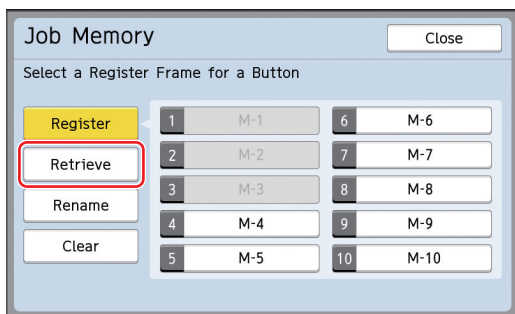 Job Memory
Close
Select a Register Frame for a Button
Register
Retrieve
Rename
Clear
1 M-1
2 M-2
3 M-3
4 M-4
5 M-5
6 M-6
7 M-7
8 M-8
9 M-9
10 M-10